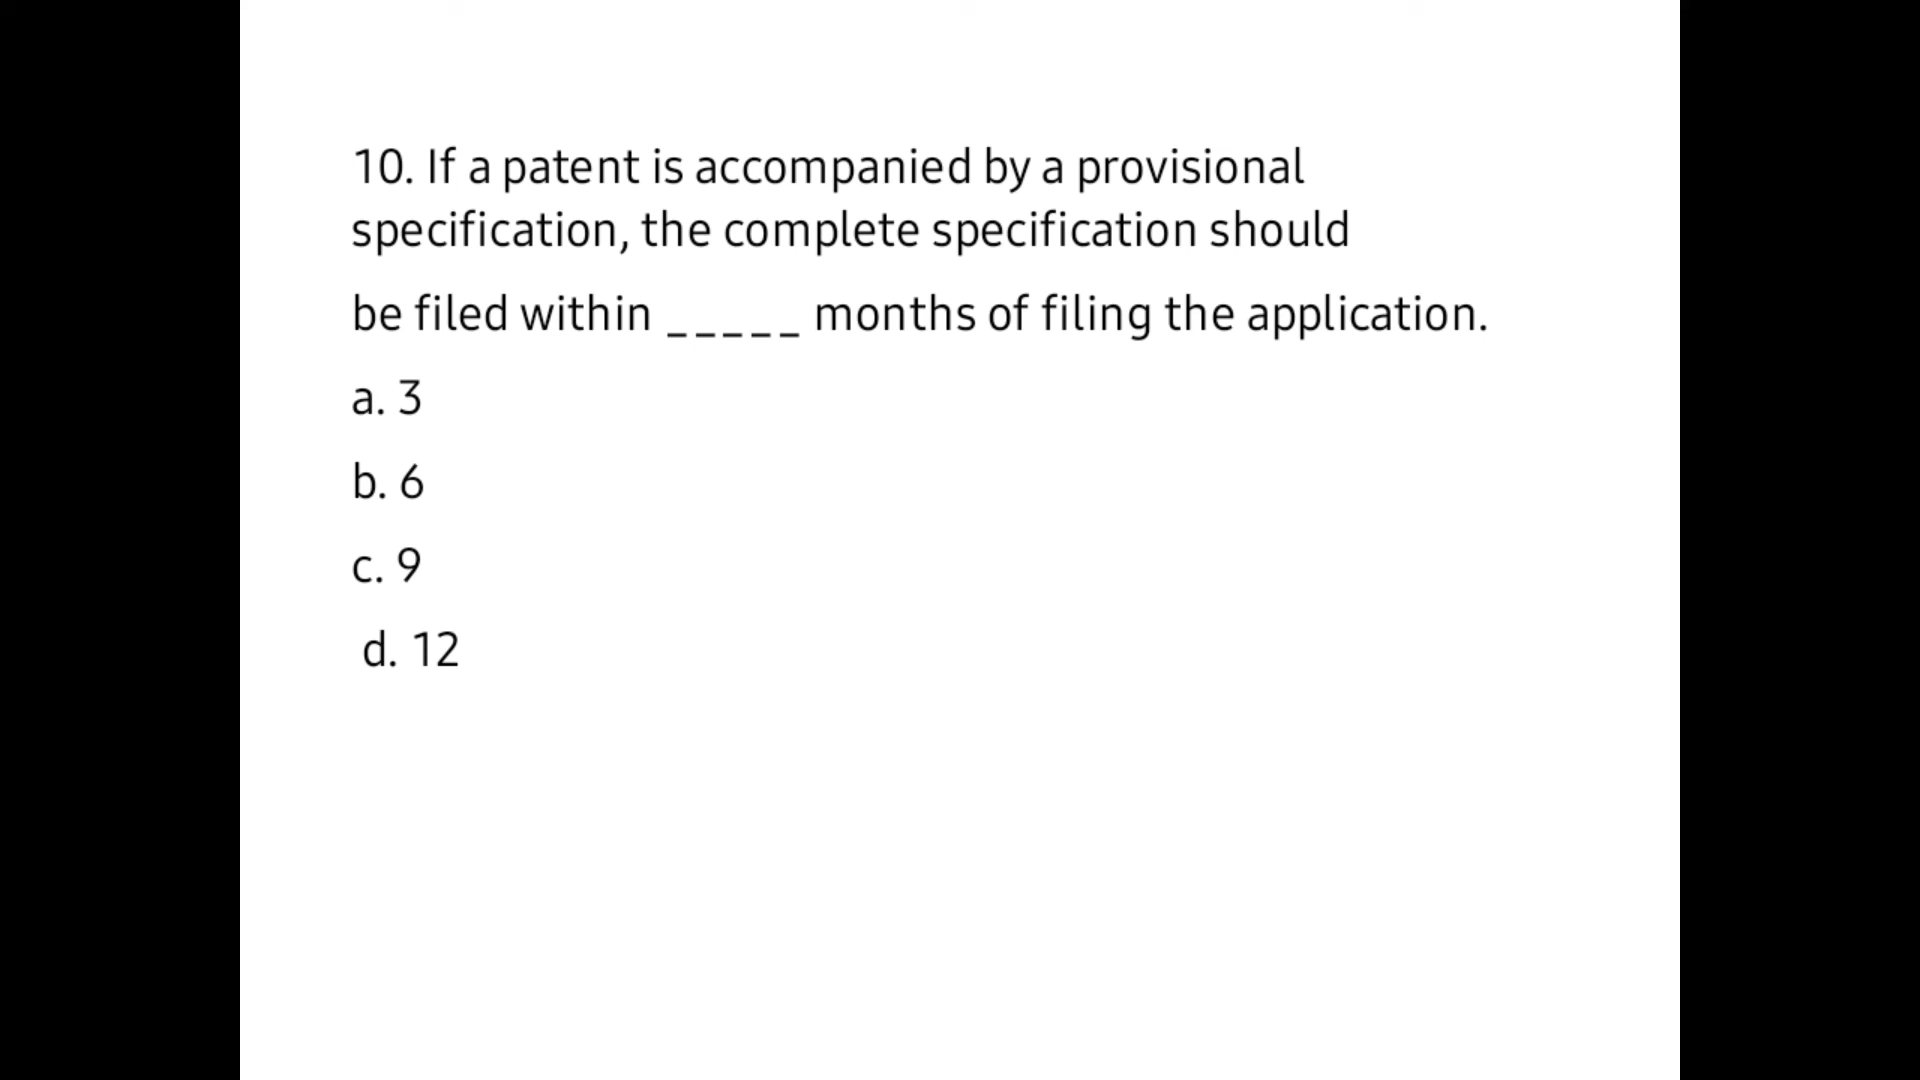 10. If a patent is accompanied by a provisional
specification, the complete specification should
be filed within _____ months of filing the application.
a. 3
b. 6
c. 9
d. 12